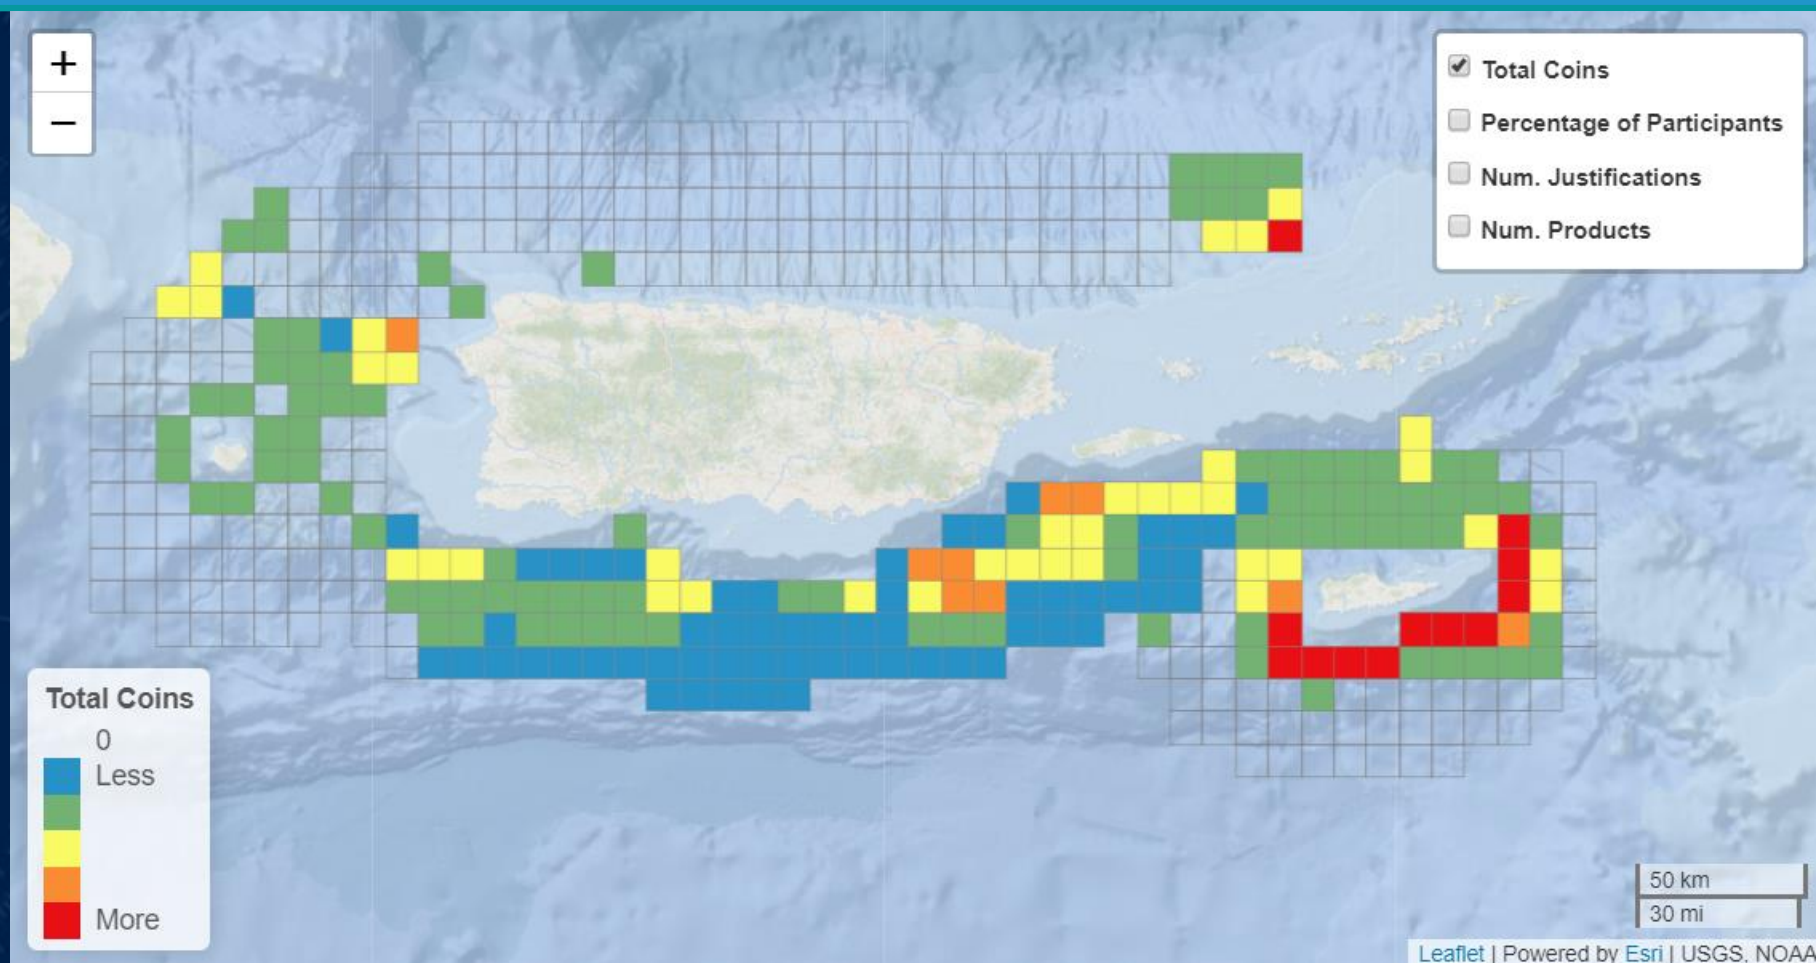 +
−
Total Coins
Percentage of Participants
Num. Justifications
Num. Products
Total Coins
0
Less
More
50 km
30 mi
Leaflet | Powered by Esri | USGS, NOAA